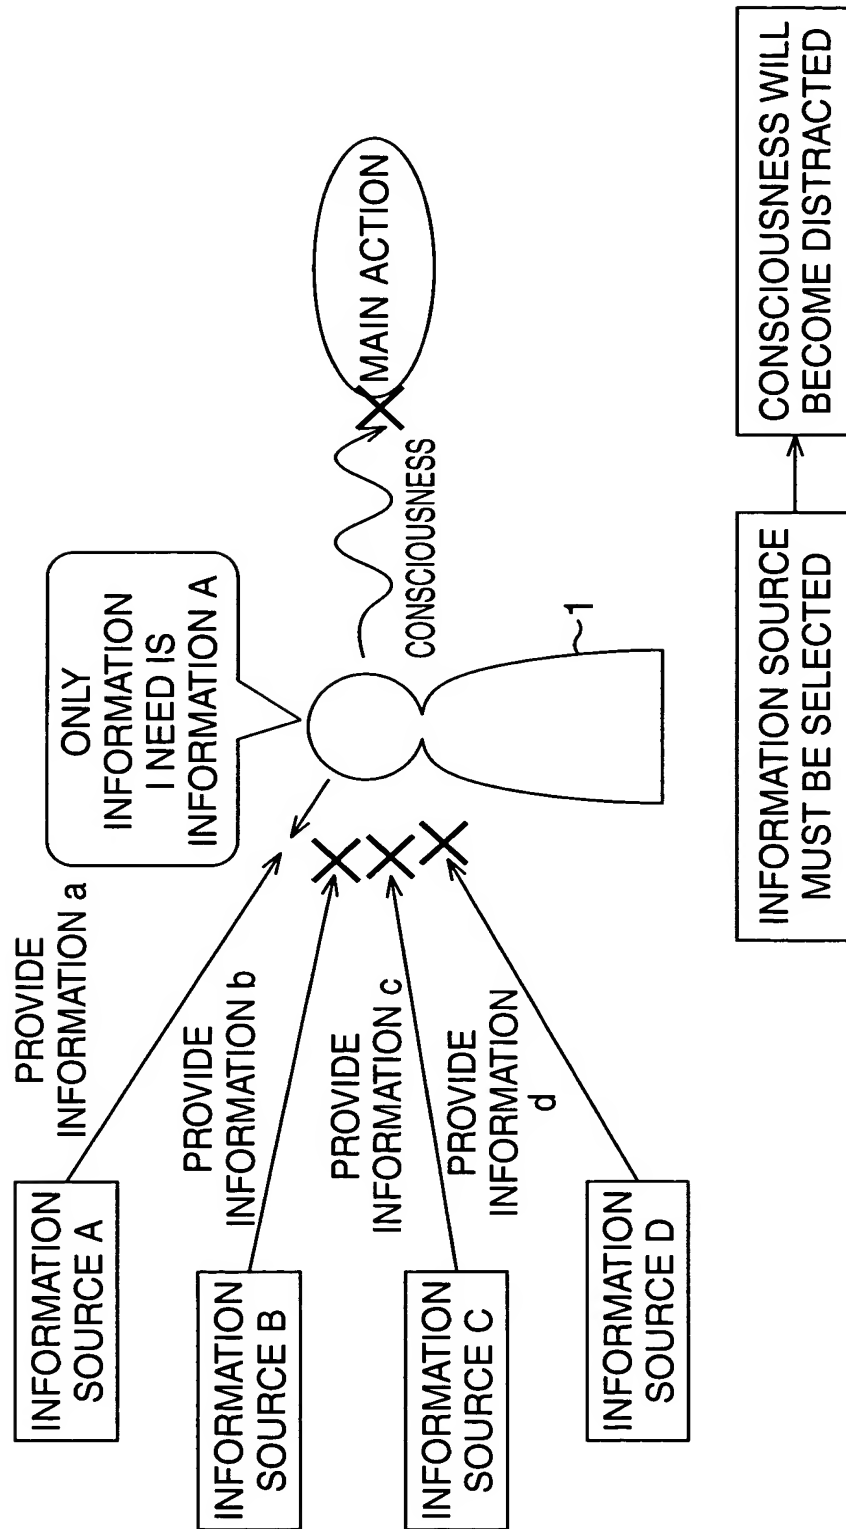 ONLY
INFORMATION
I NEED IS
INFORMATION A
PROVIDE
INFORMATION a
INFORMATION
SOURCE A
PROVIDE
INFORMATION b
INFORMATION
SOURCE B
PROVIDE
INFORMATION c
INFORMATION
SOURCE C
PROVIDE
INFORMATION
d
INFORMATION
SOURCE D
CONSCIOUSNESS
MAIN ACTION
1
INFORMATION SOURCE
MUST BE SELECTED
CONSCIOUSNESS WILL
BECOME DISTRACTED